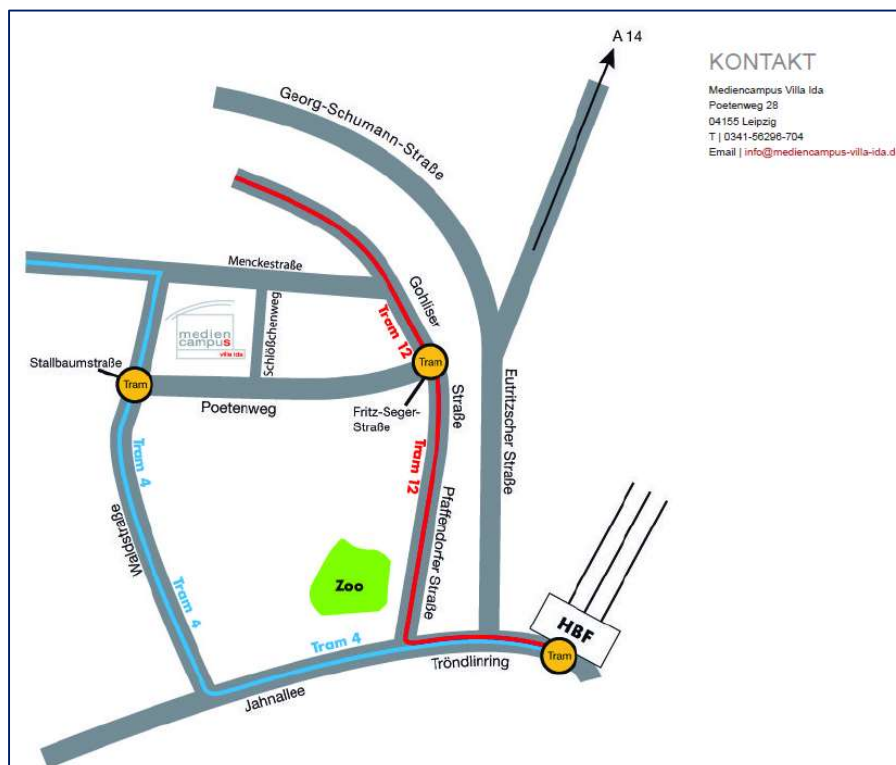 A 14
KONTAKT
Mediencampus Villa Ida
Poetenweg 28
04155 Leipzig
T | 0341-56296-704
Email | info@mediencampus-villa-ida.d
Georg-Schumann-Straße
Menckestraße
Gohliser
Straße
Tram 12
Schlößchenweg
medien
campus
villa ida
Stallbaumstraße
Tram
Tram
Poetenweg
Fritz-Seger-
Straße
Eutritzscher Straße
Tram 4
Tram 12
Waldstraße
Pfaffendorfer Straße
Zoo
Tram 4
Tram 4
HBF
Tram
Tröndlinring
Jahnallee